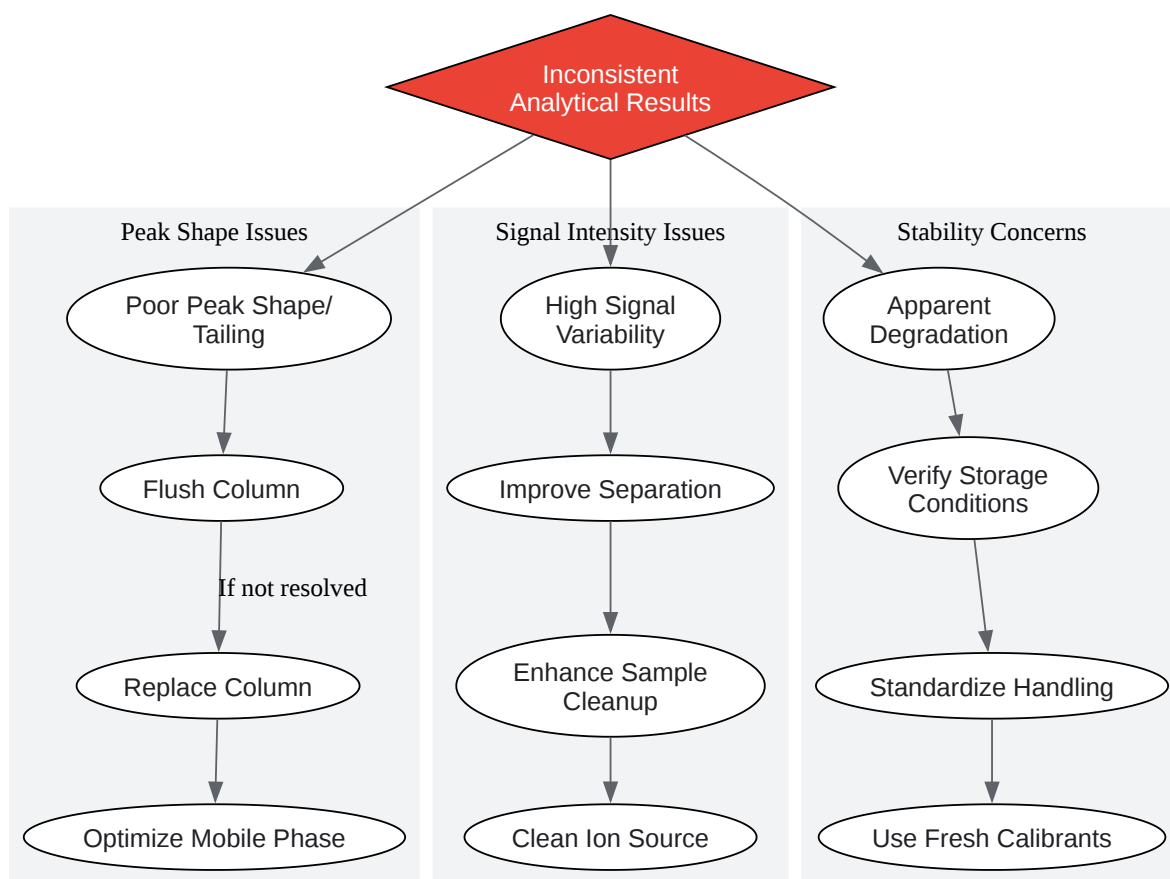 Inconsistent
Analytical Results
Peak Shape Issues
Signal Intensity Issues
Stability Concerns
Poor Peak Shape/
Tailing
High Signal
Variability
Apparent
Degradation
Flush Column
Improve Separation
Verify Storage
Conditions
If not resolved
Replace Column
Enhance Sample
Cleanup
Standardize Handling
Optimize Mobile Phase
Clean Ion Source
Use Fresh Calibrants